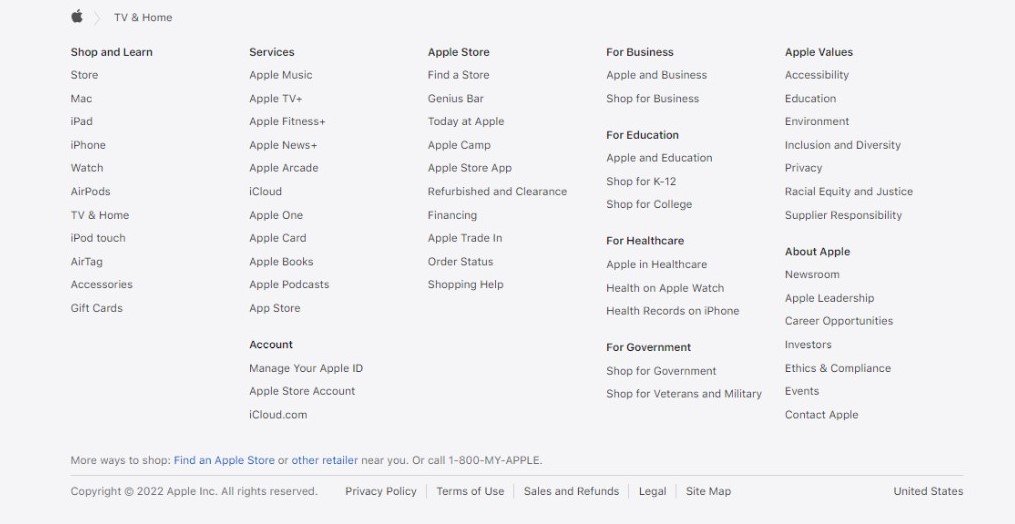 TV & Home
Shop and Learn
Store
Mac
iPad
iPhone
Watch
AirPods
TV & Home
iPod touch
AirTag
Accessories
Gift Cards
Services
Apple Music
Apple TV+
Apple Fitness+
Apple News+
Apple Arcade
iCloud
Apple One
Apple Card
Apple Books
Apple Podcasts
App Store
Account
Manage Your Apple ID
Apple Store Account
iCloud.com
Apple Store
Find a Store
Genius Bar
Today at Apple
Apple Camp
Apple Store App
Refurbished and Clearance
Financing
Apple Trade In
Order Status
Shopping Help
For Business
Apple and Business
Shop for Business
For Education
Apple and Education
Shop for K-12
Shop for College
For Healthcare
Apple in Healthcare
Health on Apple Watch
Health Records on iPhone
For Government
Shop for Government
Shop for Veterans and Military
Apple Values
Accessibility
Education
Environment
Inclusion and Diversity
Privacy
Racial Equity and Justice
Supplier Responsibility
About Apple
Newsroom
Apple Leadership
Career Opportunities
Investors
Ethics & Compliance
Events
Contact Apple
More ways to shop: Find an Apple Store or other retailer near you. Or call 1-800-MY-APPLE.
Copyright © 2022 Apple Inc. All rights reserved. Privacy Policy Terms of Use Sales and Refunds Legal Site Map United States